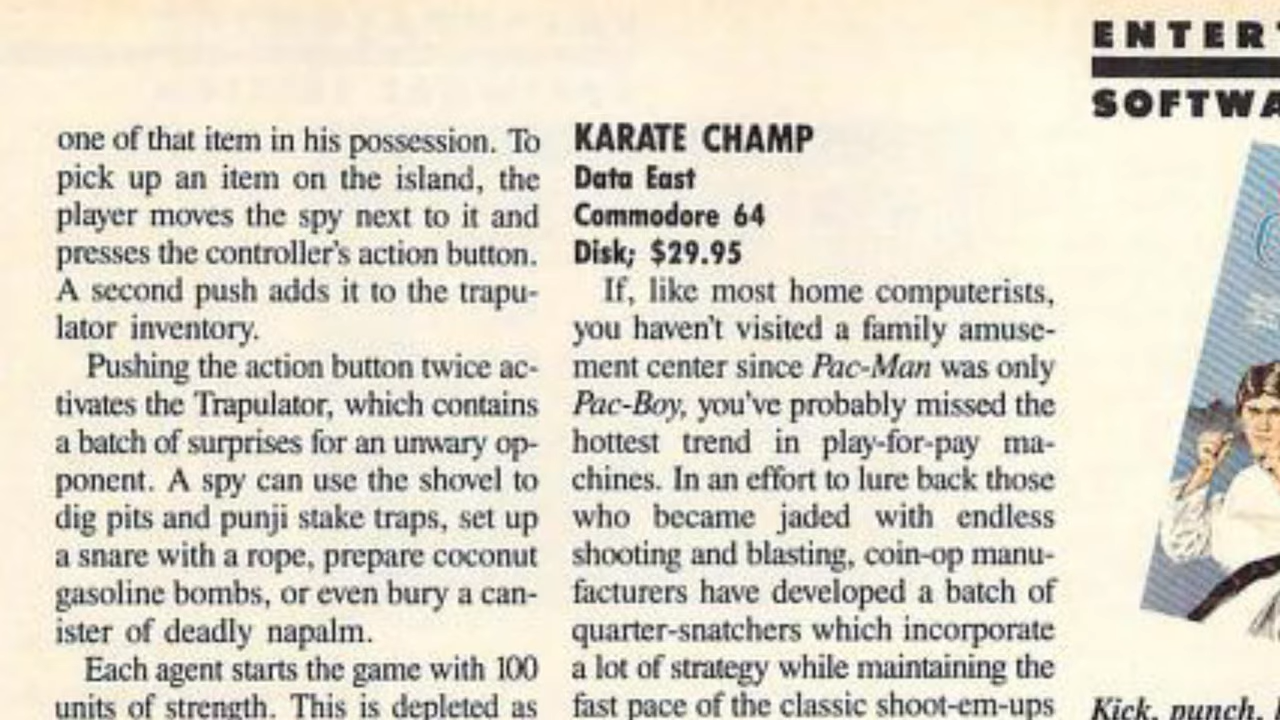 one of that item in his possession. To
pick up an item on the island, the
player moves the spy next to it and
presses the controller's action button.
A second push adds it to the trapu-
lator inventory.
Pushing the action button twice ac-
tivates the Trapulator, which contains
a batch of surprises for an unwary op-
ponent. A spy can use the shovel to
dig pits and punji stake traps, set up
a snare with a rope, prepare coconut
gasoline bombs, or even bury a can-
ister of deadly napalm.
Each agent starts the game with 100
units of strength. This is depleted as
KARATE CHAMP
Data East
Commodore 64
Disk; $29.95
If, like most home computerists,
you haven't visited a family amuse-
ment center since Pac-Man was only
Pac-Boy, you've probably missed the
hottest trend in play-for-pay ma-
chines. In an effort to lure back those
who became jaded with endless
shooting and blasting, coin-op manu-
facturers have developed a batch of
quarter-snatchers which incorporate
a lot of strategy while maintaining the
fast pace of the classic shoot-em-ups
ENTER
SOFTWA
Kick, punch,